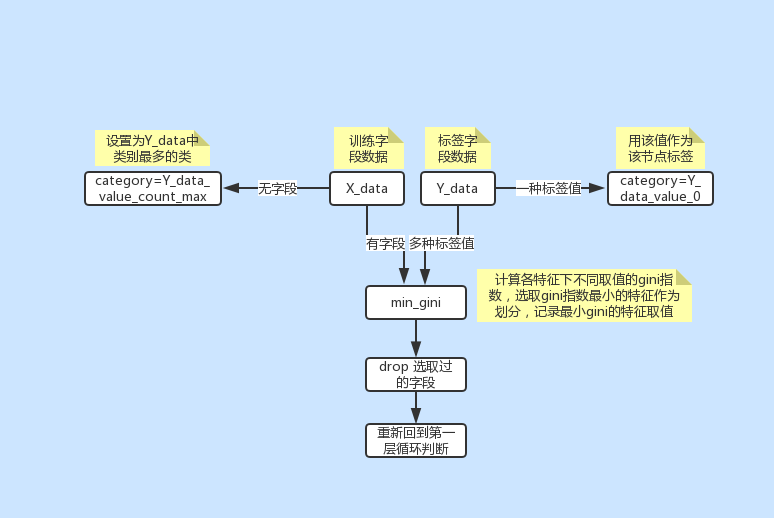 设置为Y_data中
类别最多的类
训练字
段数据
标签字
段数据
用该值作为
该节点标签
category=Y_data_
value_count_max
无字段
X_data
Y_data
一种标签值
category=Y_
data_value_0
有字段
多种标签值
计算各特征下不同取值的gini指
数，选取gini指数最小的特征作为
划分，记录最小gini的特征取值
min_gini
drop 选取过
的字段
重新回到第一
层循环判断